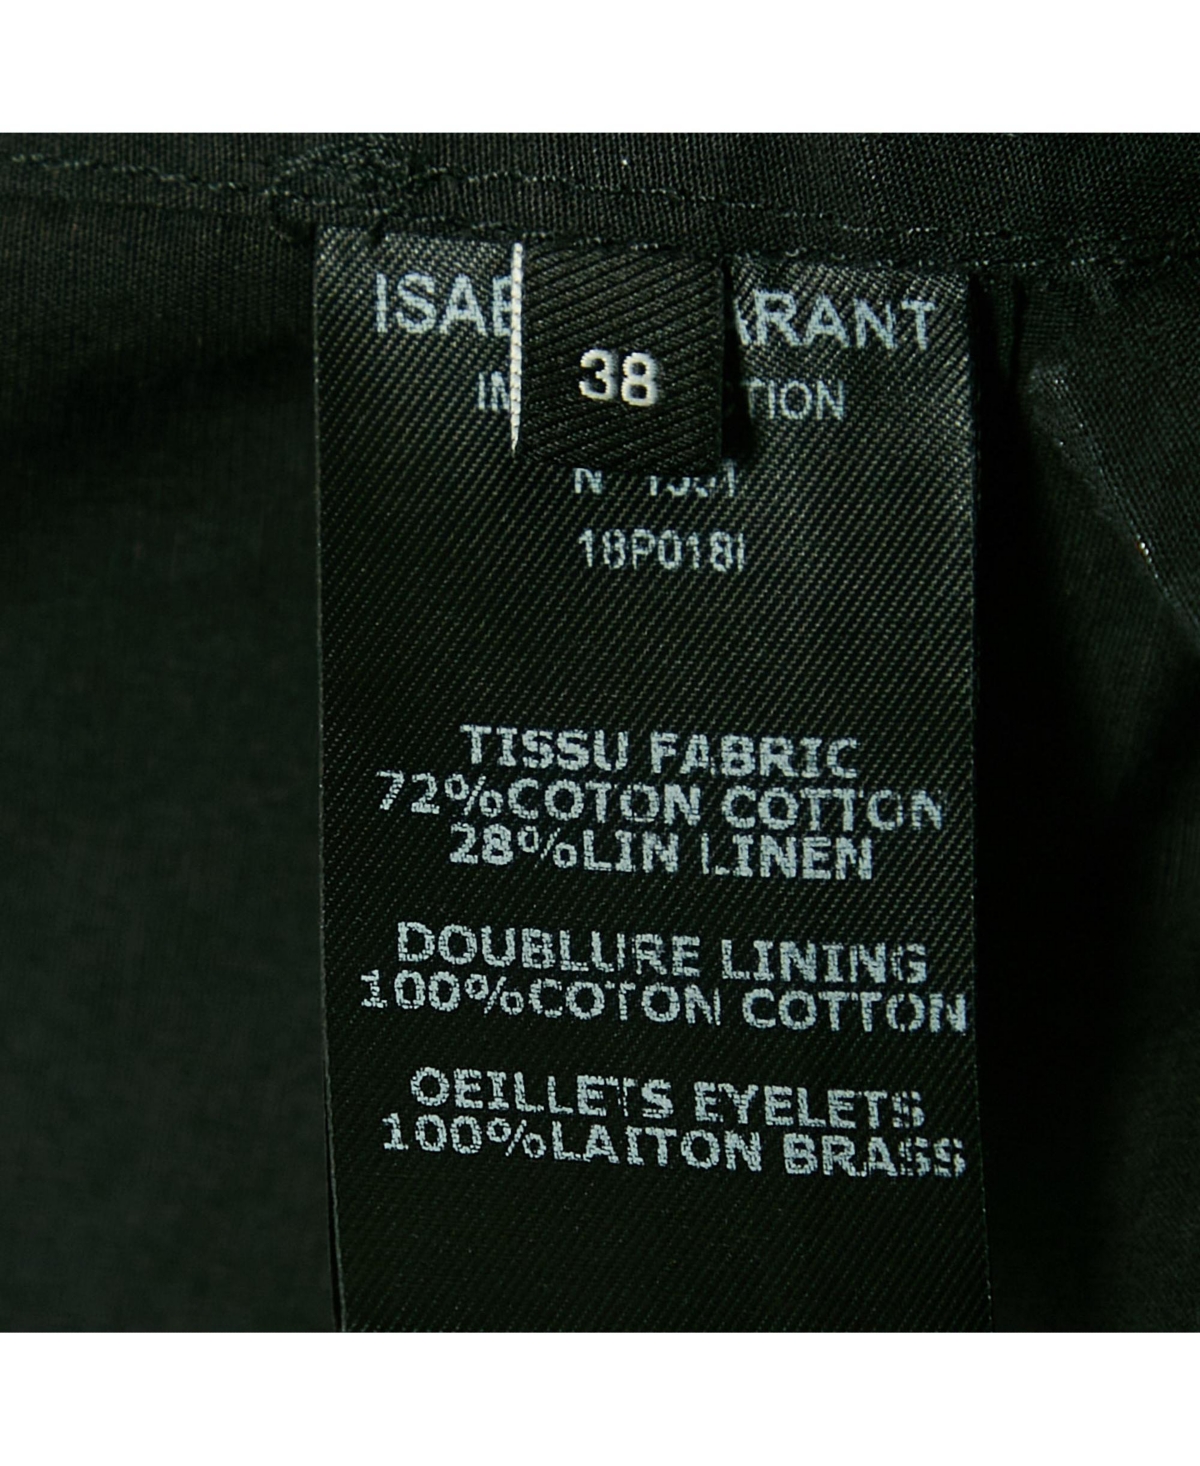 38
TISSU FABRIC
72%COTON COTTON
28%LIN LINEN
DOUBLURE LINING
100%COTON COTTON
OEILLETS EYELETS
100%LAITON BRASS